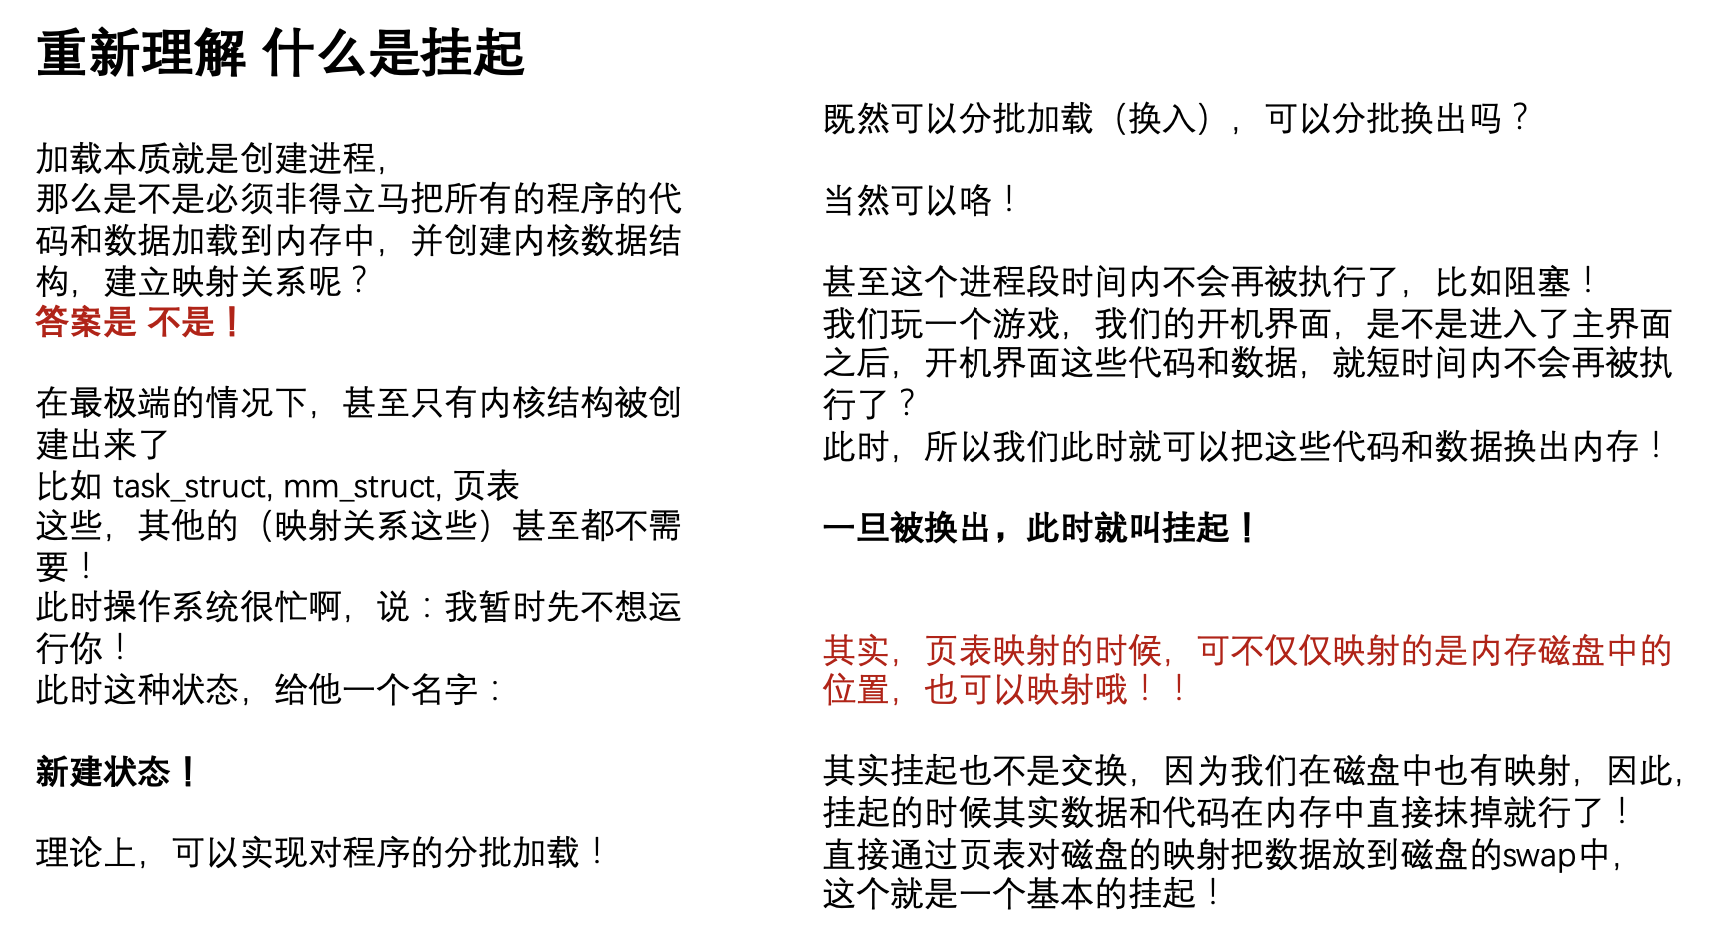 重新理解 什么是挂起
加载本质就是创建进程，
那么是不是必须非得立马把所有的程序的代
码和数据加载到内存中，并创建内核数据结
构，建立映射关系呢？
答案是 不是！
在最极端的情况下，甚至只有内核结构被创
建出来了
比如 task_struct, mm_struct, 页表
这些，其他的（映射关系这些）甚至都不需
要！
此时操作系统很忙啊，说：我暂时先不想运
行你！
此时这种状态，给他一个名字：
新建状态！
理论上，可以实现对程序的分批加载！
既然可以分批加载（换入），可以分批换出吗？
当然可以咯！
甚至这个进程段时间内不会再被执行了，比如阻塞！
我们玩一个游戏，我们的开机界面，是不是进入了主界面
之后，开机界面这些代码和数据，就短时间内不会再被执
行了？
此时，所以我们此时就可以把这些代码和数据换出内存！
一旦被换出，此时就叫挂起！
其实，页表映射的时候，可不仅仅映射的是内存磁盘中的
位置，也可以映射哦！！
其实挂起也不是交换，因为我们在磁盘中也有映射，因此，
挂起的时候其实数据和代码在内存中直接抹掉就行了！
直接通过页表对磁盘的映射把数据放到磁盘的swap中，
这个就是一个基本的挂起！